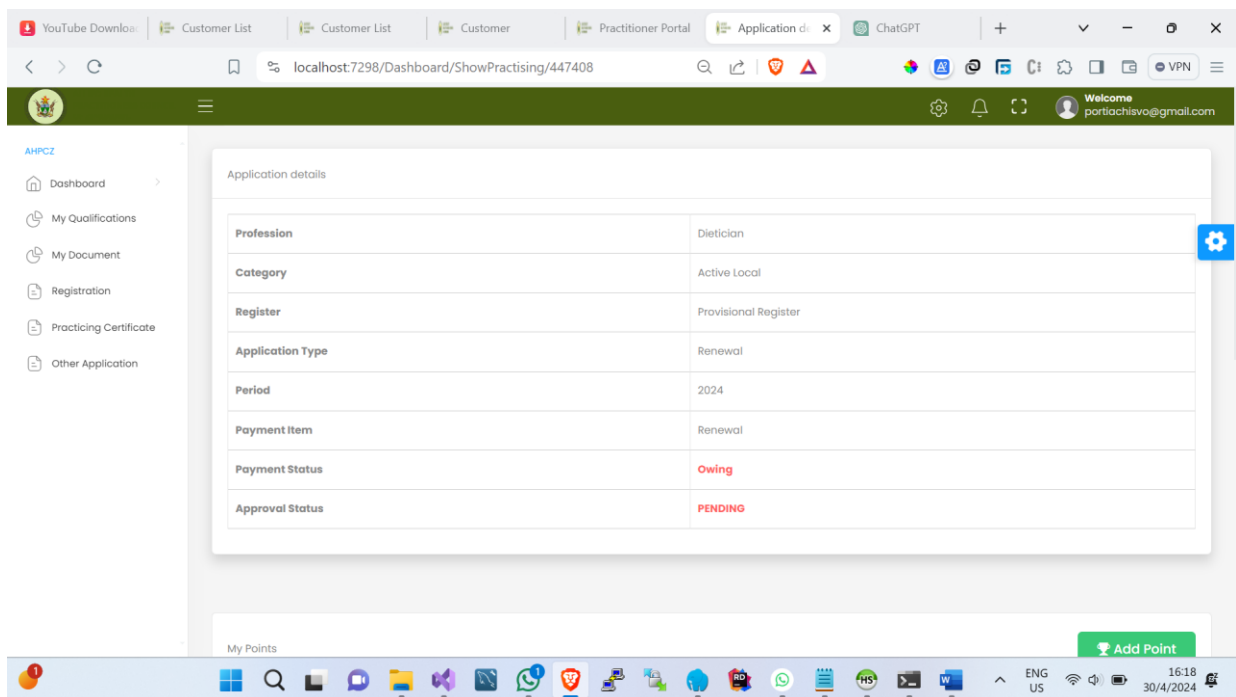 YouTube Downloa
Customer List
Customer List
Customer
Practitioner Portal
Application de
ChatGPT
localhost:7298/Dashboard/ShowPractising/447408
VPN
Welcome
portiachisvo@gmail.com
AHPCZ
Dashboard
My Qualifications
My Document
Registration
Practicing Certificate
Other Application
Application details
Profession Dietician
Category Active Local
Register Provisional Register
Application Type Renewal
Period 2024
Payment Item Renewal
Payment Status Owing
Approval Status PENDING
My Points
Add Point
1
ENG
US
16:18
30/4/2024